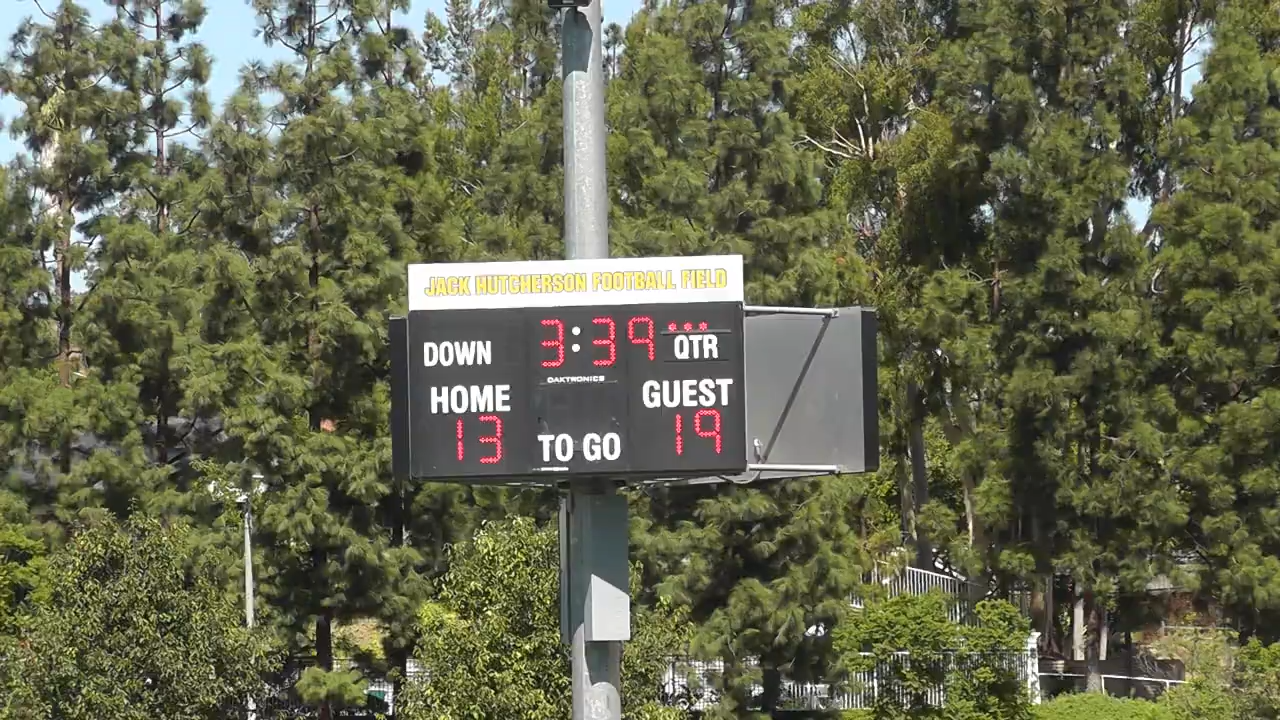 JACK HUTCHERSON FOOTBALL FIELD
DOWN 3:39 QTR
DAKTRONICS
HOME GUEST
13 TO GO 19